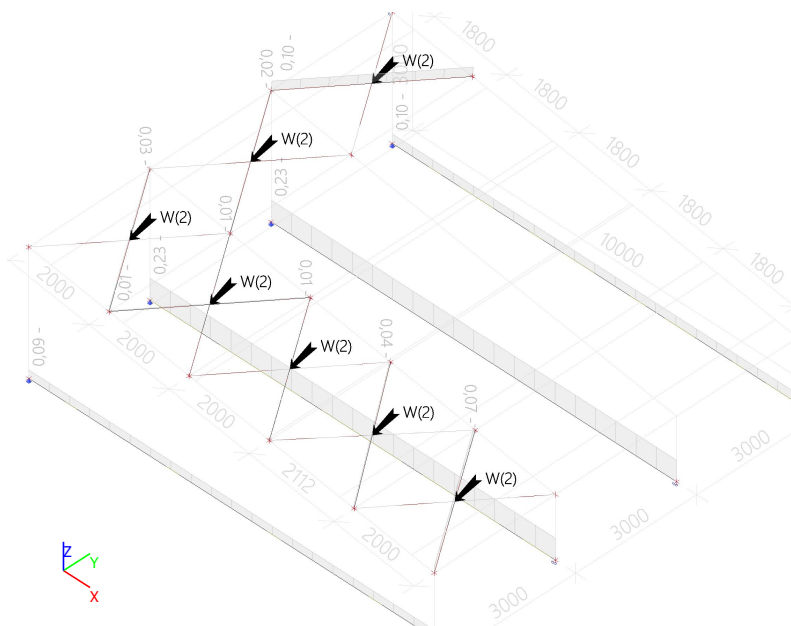 1800
W(2)
0,10 -
0,02 -
1800
0,10 -
1800
W(2)
0,03 -
0,23 -
1800
W(2)
0,01 -
10000
1800
W(2)
0,23 -
0,01 -
2000
0,01 -
W(2)
2000
0,04 -
0,09 -
W(2)
2000
0,07 -
3000
2112
W(2)
3000
2000
3000
Z
Y
X